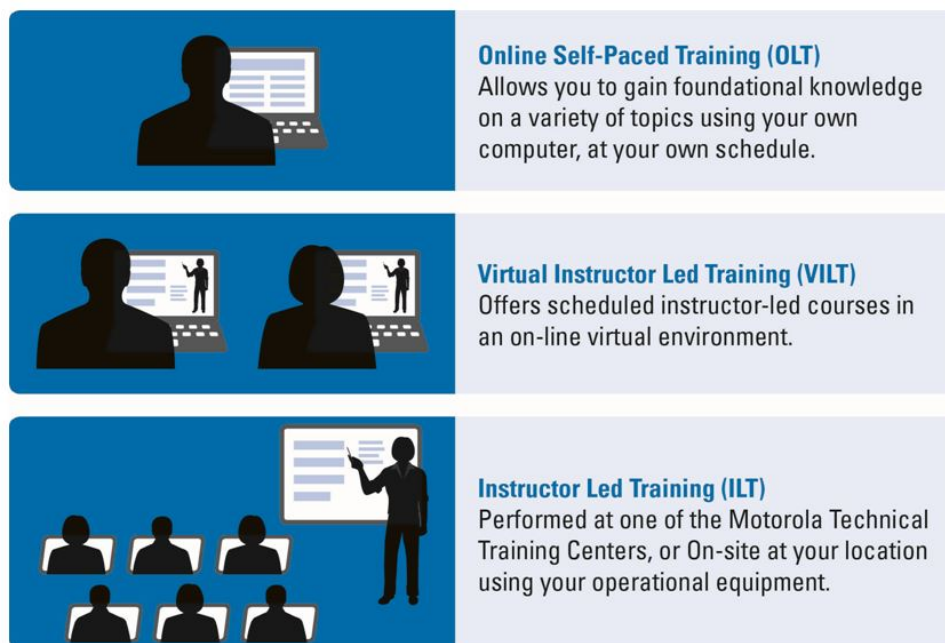 Online Self-Paced Training (OLT)
Allows you to gain foundational knowledge
on a variety of topics using your own
computer, at your own schedule.
Virtual Instructor Led Training (VILT)
Offers scheduled instructor-led courses in
an on-line virtual environment.
Instructor Led Training (ILT)
Performed at one of the Motorola Technical
Training Centers, or On-site at your location
using your operational equipment.